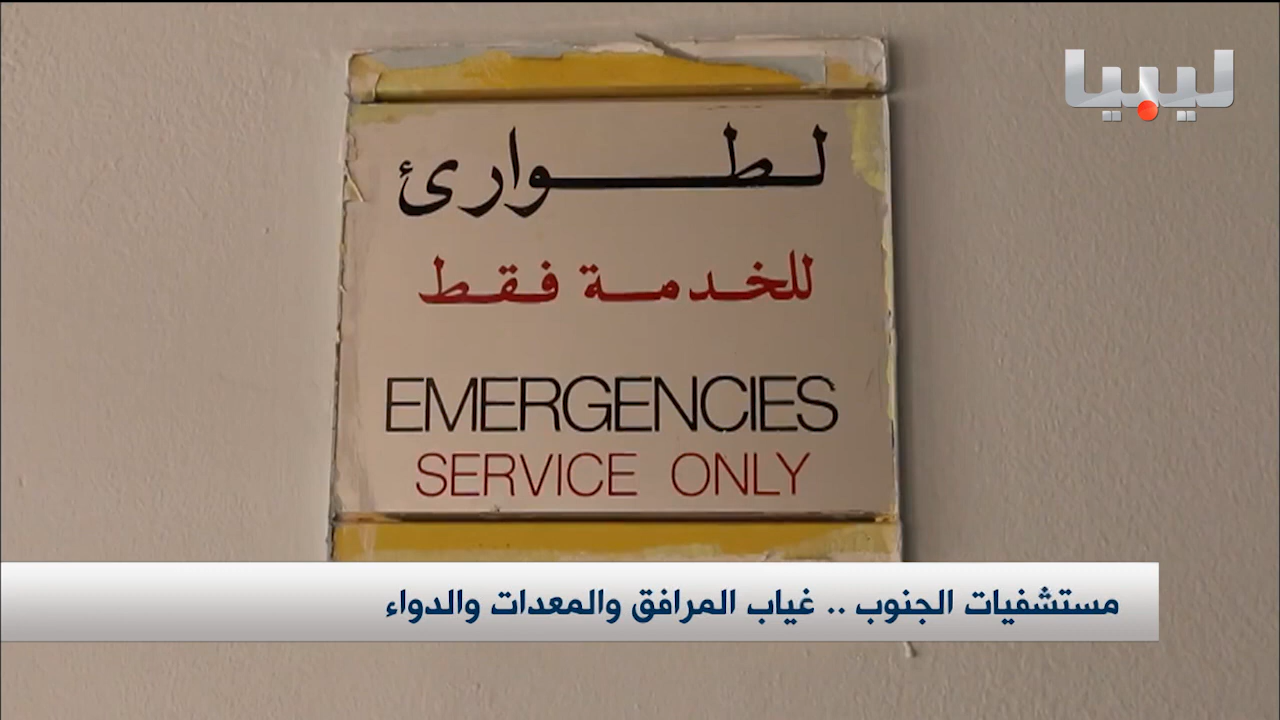 ليبيا
لطوارئ
للخدمة فقط
EMERGENCIES
SERVICE ONLY
مستشفيات الجنوب .. غياب المرافق والمعدات والدواء